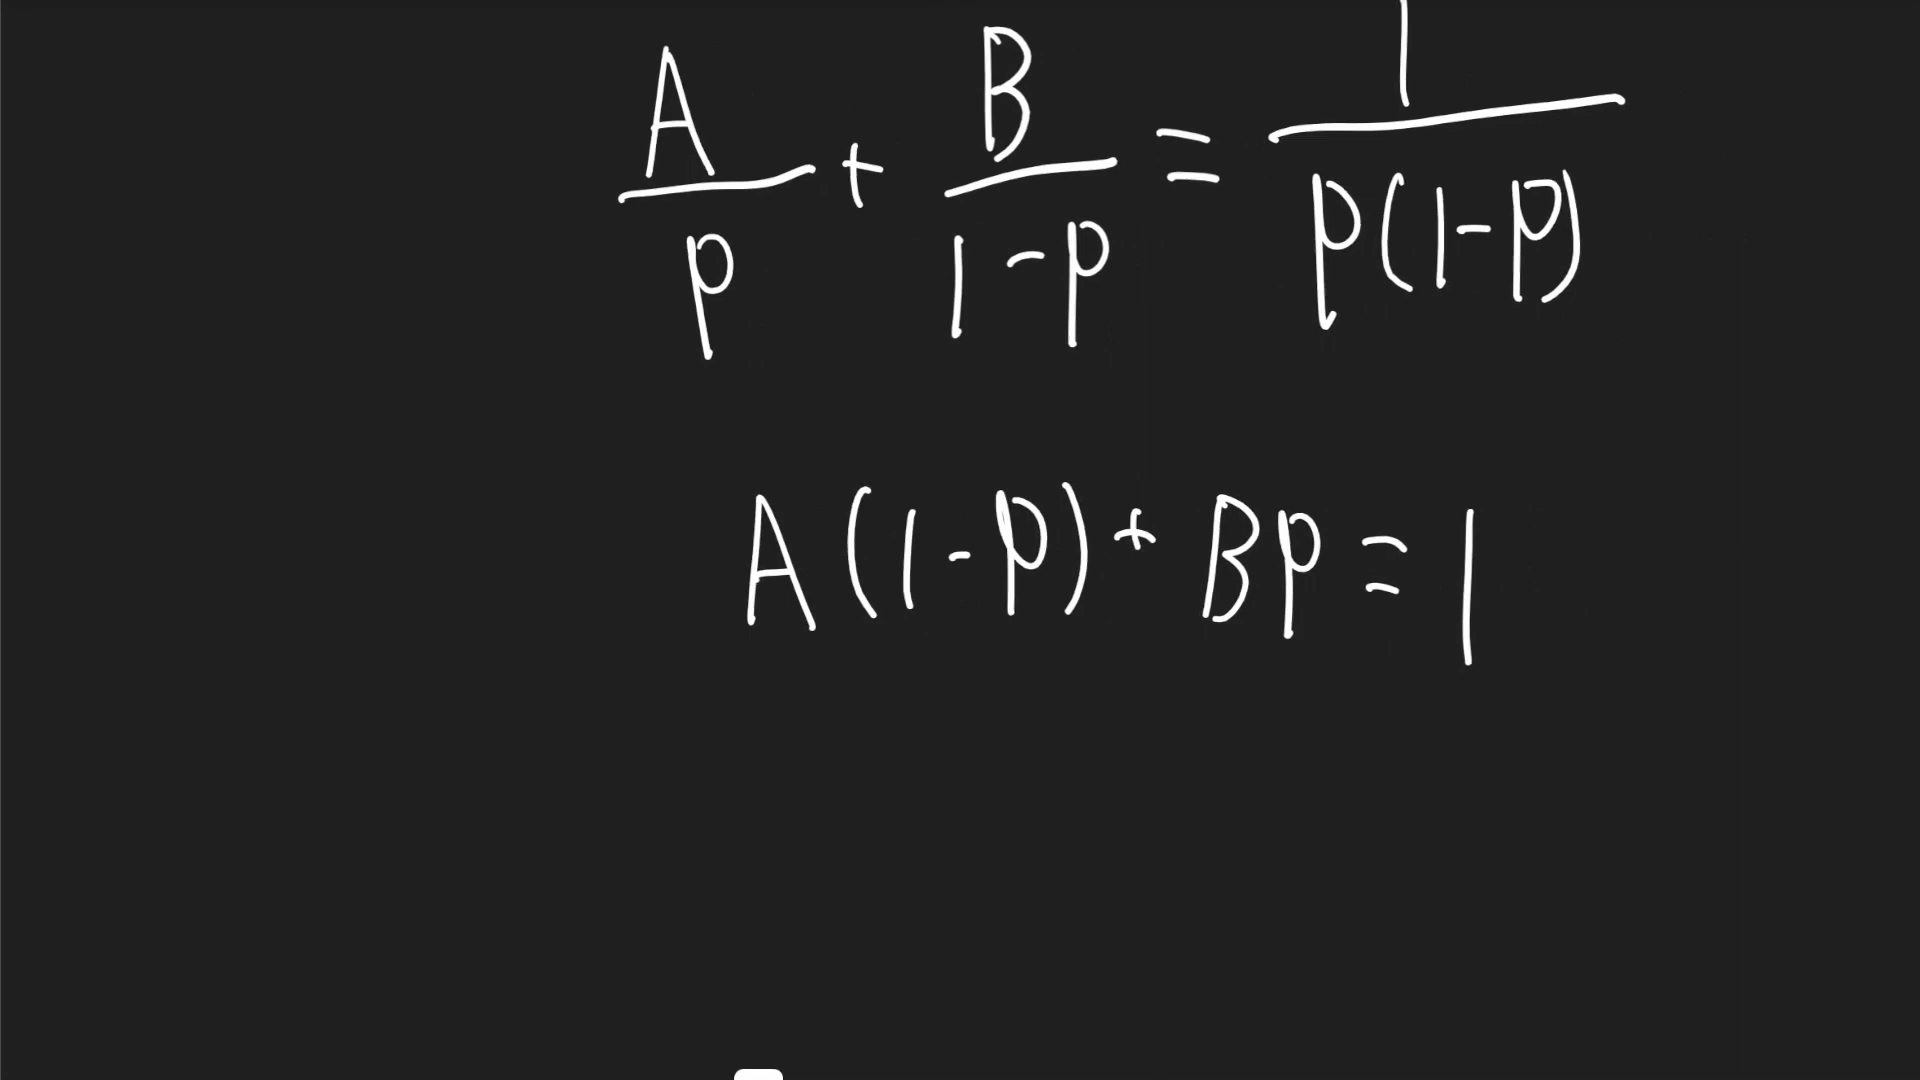 A/p + B/(1-p) = 1/(p(1-p))
A(1-p) + Bp = 1